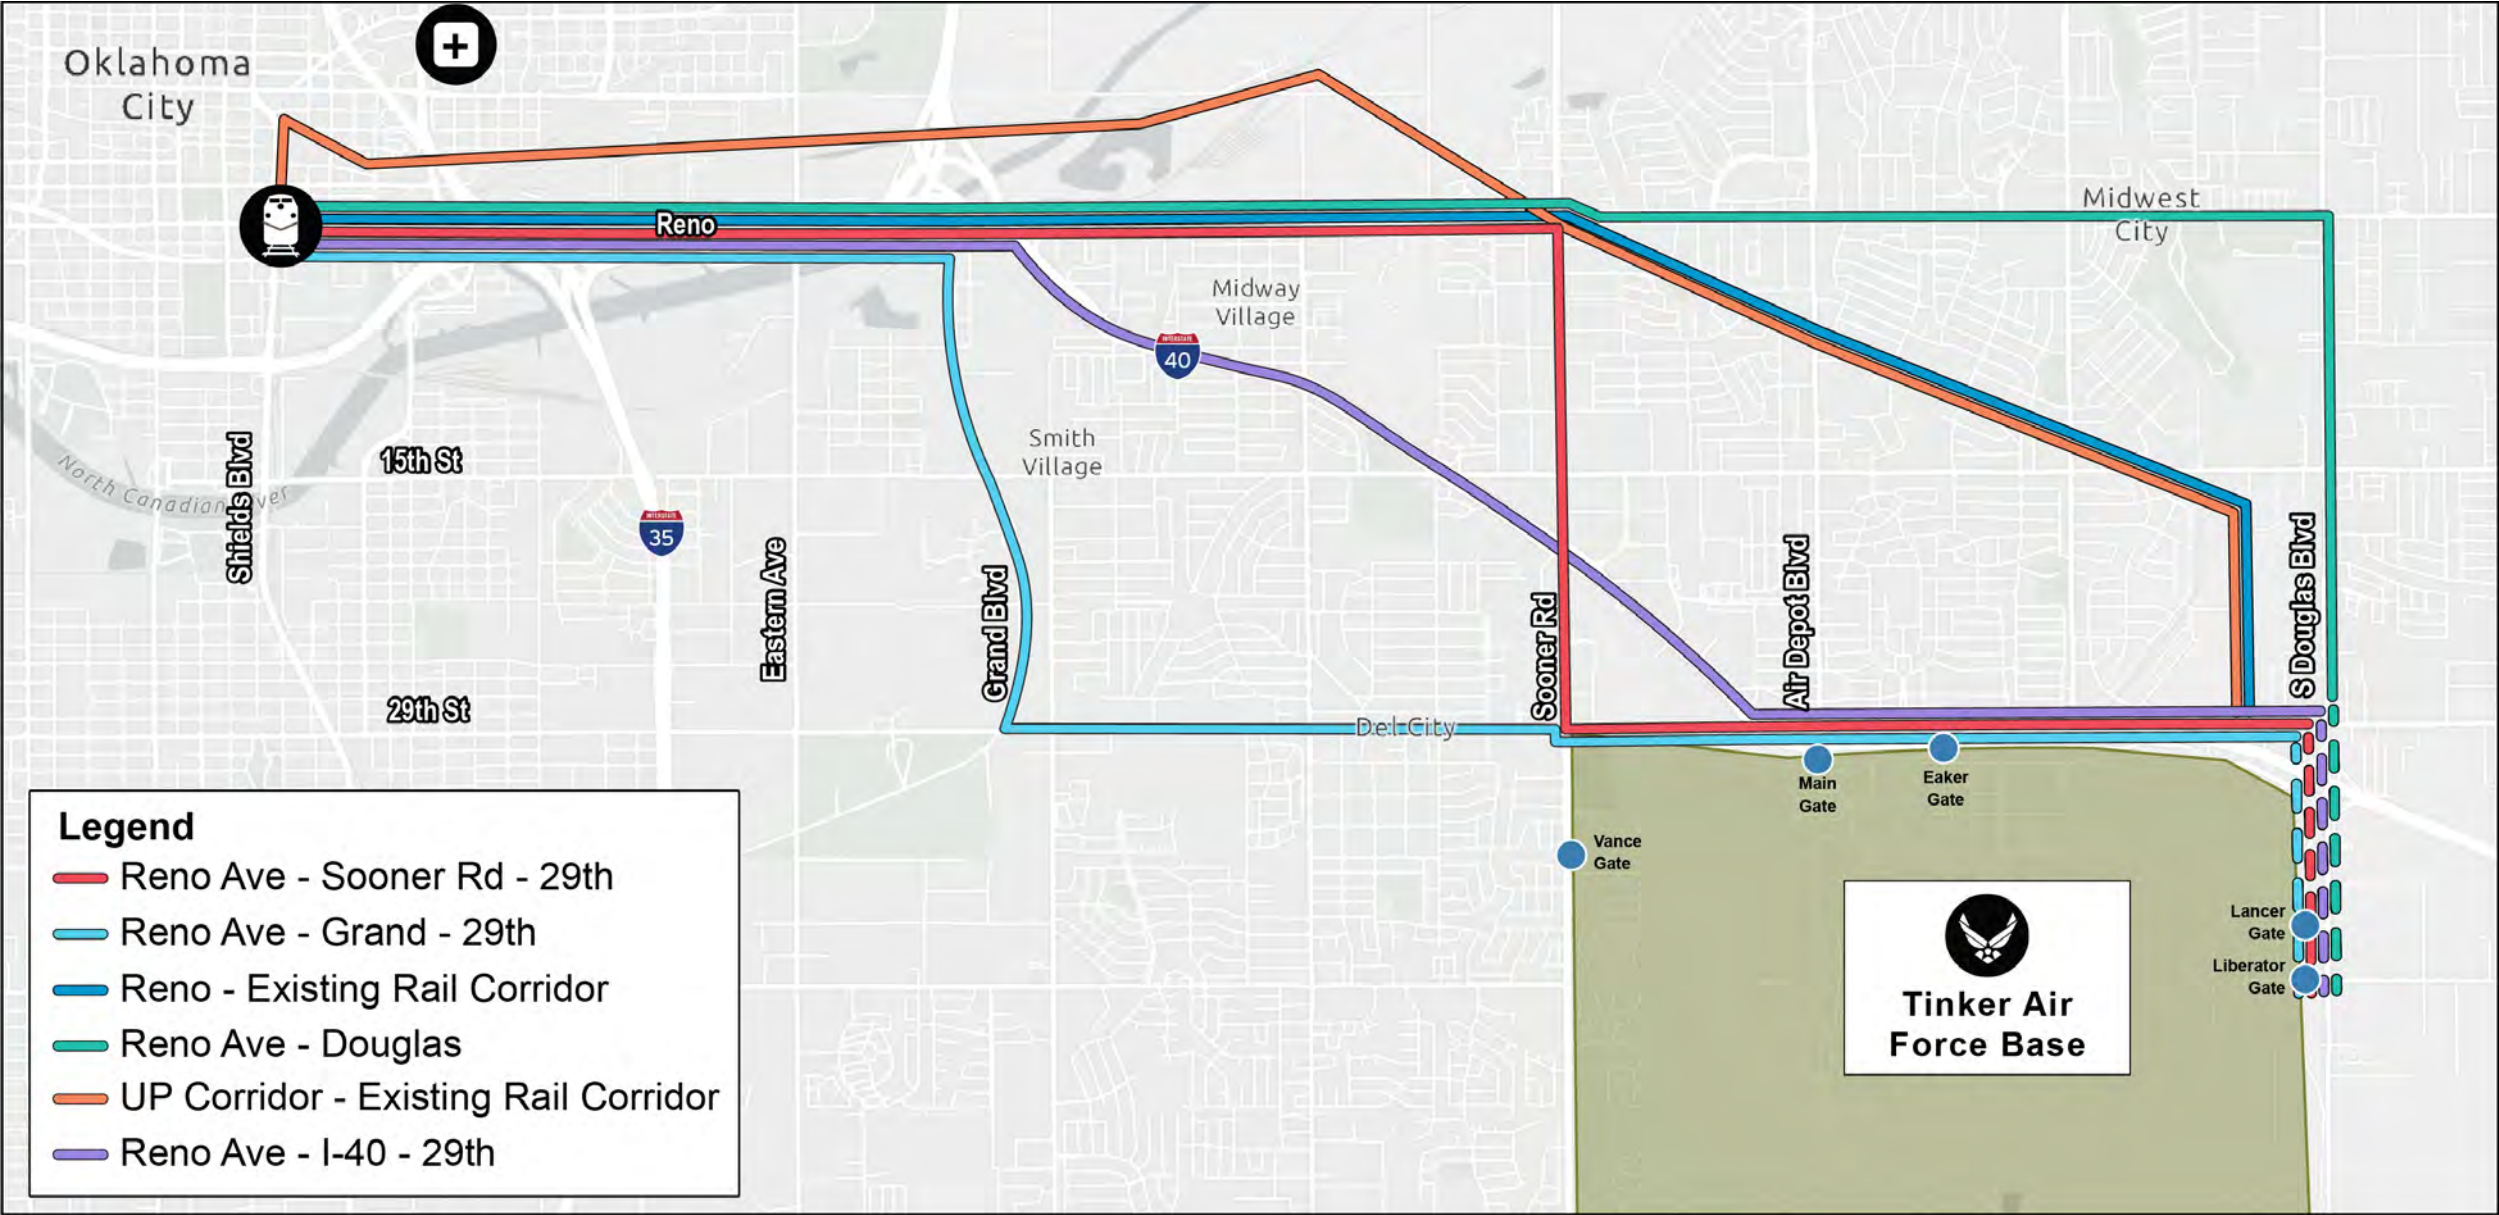 Oklahoma
City
Reno
Midwest
City
Midway
Village
INTERSTATE
40
Smith
Village
15th St
North Canadian River
Shields Blvd
INTERSTATE
35
Eastern Ave
Grand Blvd
Sooner Rd
Air Depot Blvd
S Douglas Blvd
29th St
Del City
Main
Gate
Eaker
Gate
Vance
Gate
Lancer
Gate
Liberator
Gate
Tinker Air
Force Base
Legend
Reno Ave - Sooner Rd - 29th
Reno Ave - Grand - 29th
Reno - Existing Rail Corridor
Reno Ave - Douglas
UP Corridor - Existing Rail Corridor
Reno Ave - I-40 - 29th